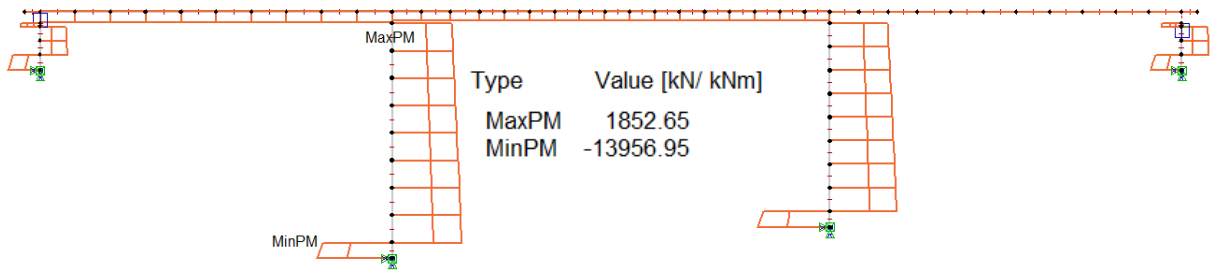 MaxPM
Type Value [kN/ kNm]
MaxPM 1852.65
MinPM -13956.95
MinPM